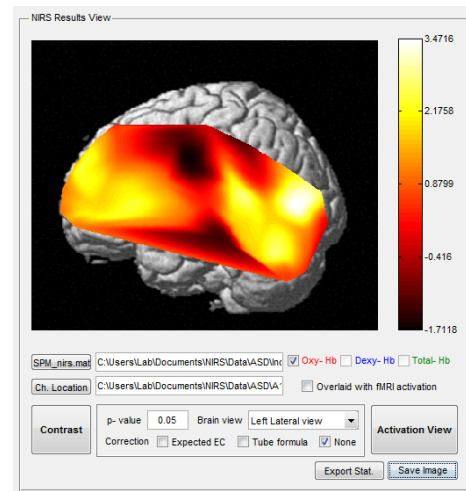 NIRS Results View
3.4716
2.1758
0.8799
-0.416
-1.7118
SPM_nirs.mat C:\Users\Lab\Documents\NIRS\Data\ASD\Inc Oxy- Hb Dexy- Hb Total- Hb
Ch. Location C:\Users\Lab\Documents\NIRS\Data\ASD\A Overlaid with fMRI activation
Contrast
p- value 0.05 Brain view Left Lateral view
Correction Expected EC Tube formula None
Activation View
Export Stat. Save Image